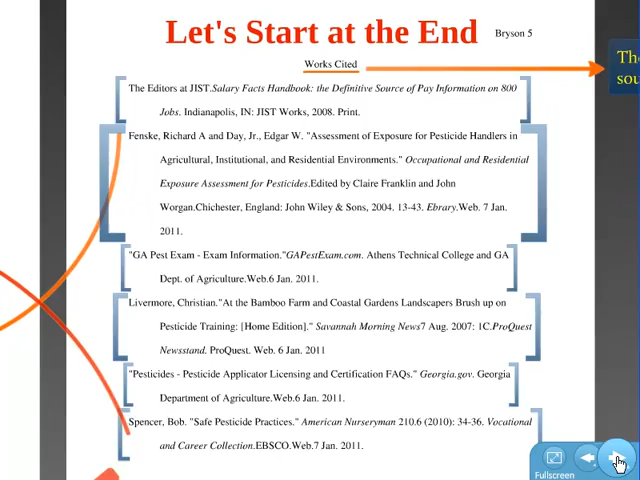 Let's Start at the End
Bryson 5
Works Cited
The Editors at JIST.Salary Facts Handbook: the Definitive Source of Pay Information on 800
Jobs. Indianapolis, IN: JIST Works, 2008. Print.
Fenske, Richard A and Day, Jr., Edgar W. "Assessment of Exposure for Pesticide Handlers in
Agricultural, Institutional, and Residential Environments." Occupational and Residential
Exposure Assessment for Pesticides.Edited by Claire Franklin and John
Worgan.Chichester, England: John Wiley & Sons, 2004. 13-43. Ebrary.Web. 7 Jan.
2011.
"GA Pest Exam - Exam Information."GAPestExam.com. Athens Technical College and GA
Dept. of Agriculture.Web.6 Jan. 2011.
Livermore, Christian."At the Bamboo Farm and Coastal Gardens Landscapers Brush up on
Pesticide Training: [Home Edition]." Savannah Morning News7 Aug. 2007: 1C.ProQuest
Newsstand. ProQuest. Web. 6 Jan. 2011
"Pesticides - Pesticide Applicator Licensing and Certification FAQs." Georgia.gov. Georgia
Department of Agriculture.Web.6 Jan. 2011.
Spencer, Bob. "Safe Pesticide Practices." American Nurseryman 210.6 (2010): 34-36. Vocational
and Career Collection.EBSCO.Web.7 Jan. 2011.
Fullscreen